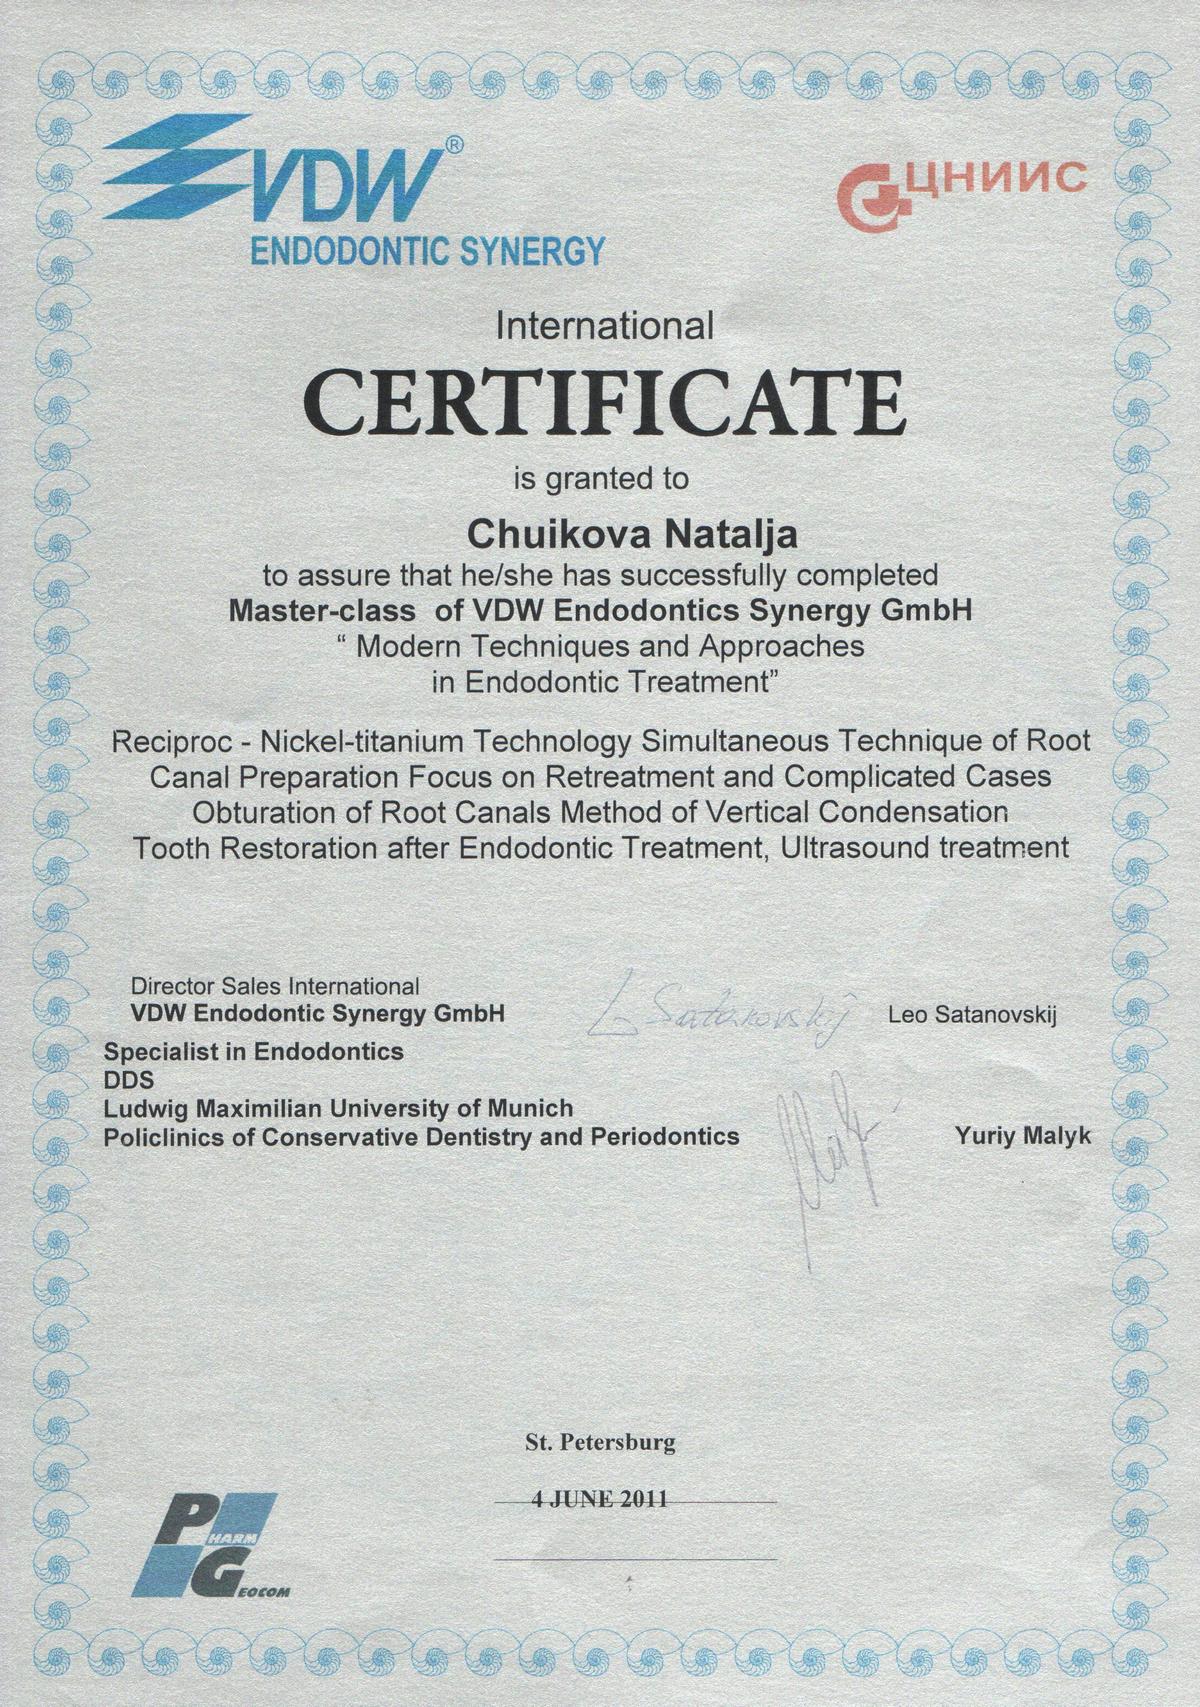 VDW®
ENDODONTIC SYNERGY
ЦНИИС
International
CERTIFICATE
is granted to
Chuikova Natalja
to assure that he/she has successfully completed
Master-class of VDW Endodontics Synergy GmbH
“ Modern Techniques and Approaches
in Endodontic Treatment”
Reciproc - Nickel-titanium Technology Simultaneous Technique of Root
Canal Preparation Focus on Retreatment and Complicated Cases
Obturation of Root Canals Method of Vertical Condensation
Tooth Restoration after Endodontic Treatment, Ultrasound treatment
Director Sales International
VDW Endodontic Synergy GmbH
L Satanovskij
Leo Satanovskij
Specialist in Endodontics
DDS
Ludwig Maximilian University of Munich
Policlinics of Conservative Dentistry and Periodontics
Yuriy Malyk
St. Petersburg
4 JUNE 2011
PHARM
GEOCOM